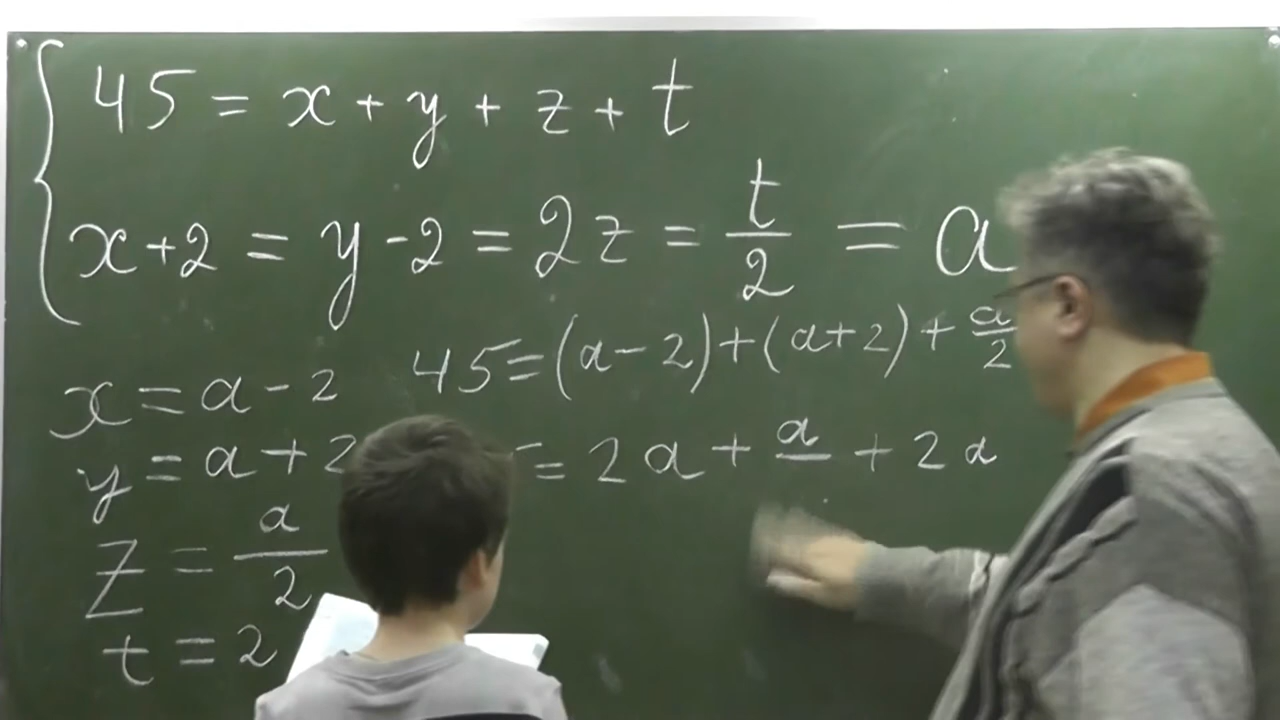 45 = x + y + z + t
x + 2 = y - 2 = 2z = t/2 = a
x = a - 2
45 = (a - 2) + (a + 2) + a/2
y = a + 2
= 2a + a + 2a
z = a/2
t = 2